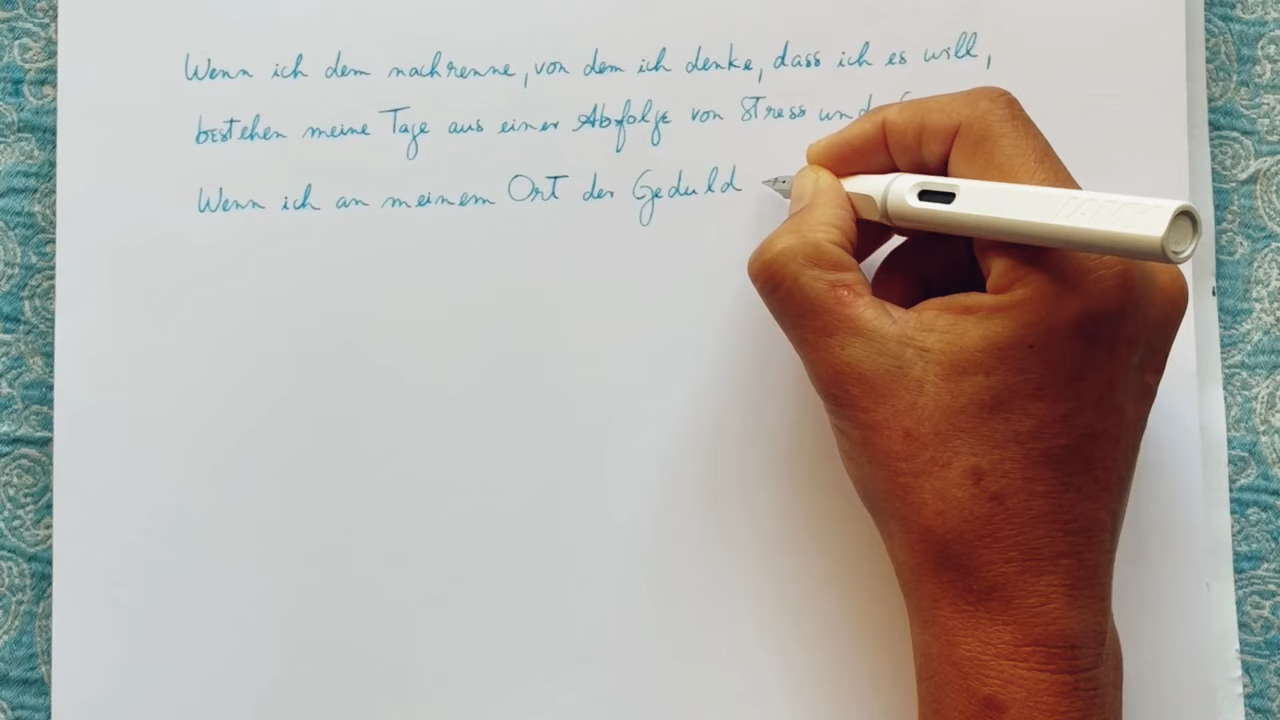 Wenn ich dem nachrenne, von dem ich denke, dass ich es will,
bestehen meine Tage aus einer Abfolge von Stress und
Wenn ich an meinem Ort der Geduld